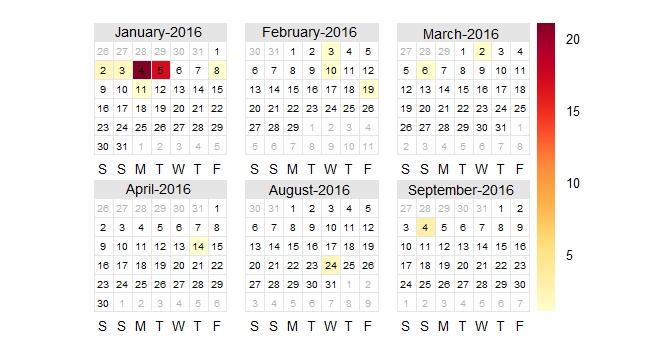 January-2016
26 27 28 29 30 31 1
2 3 4 5 6 7 8
9 10 11 12 13 14 15
16 17 18 19 20 21 22
23 24 25 26 27 28 29
30 31 1 2 3 4 5
S S M T W T F
February-2016
30 31 1 2 3 4 5
6 7 8 9 10 11 12
13 14 15 16 17 18 19
20 21 22 23 24 25 26
27 28 29 1 2 3 4
5 6 7 8 9 10 11
S S M T W T F
March-2016
27 28 29 1 2 3 4
5 6 7 8 9 10 11
12 13 14 15 16 17 18
19 20 21 22 23 24 25
26 27 28 29 30 31 1
2 3 4 5 6 7 8
S S M T W T F
April-2016
26 27 28 29 30 31 1
2 3 4 5 6 7 8
9 10 11 12 13 14 15
16 17 18 19 20 21 22
23 24 25 26 27 28 29
30 1 2 3 4 5 6
S S M T W T F
August-2016
30 31 1 2 3 4 5
6 7 8 9 10 11 12
13 14 15 16 17 18 19
20 21 22 23 24 25 26
27 28 29 30 31 1 2
3 4 5 6 7 8 9
S S M T W T F
September-2016
27 28 29 30 31 1 2
3 4 5 6 7 8 9
10 11 12 13 14 15 16
17 18 19 20 21 22 23
24 25 26 27 28 29 30
1 2 3 4 5 6 7
S S M T W T F
20
15
10
5